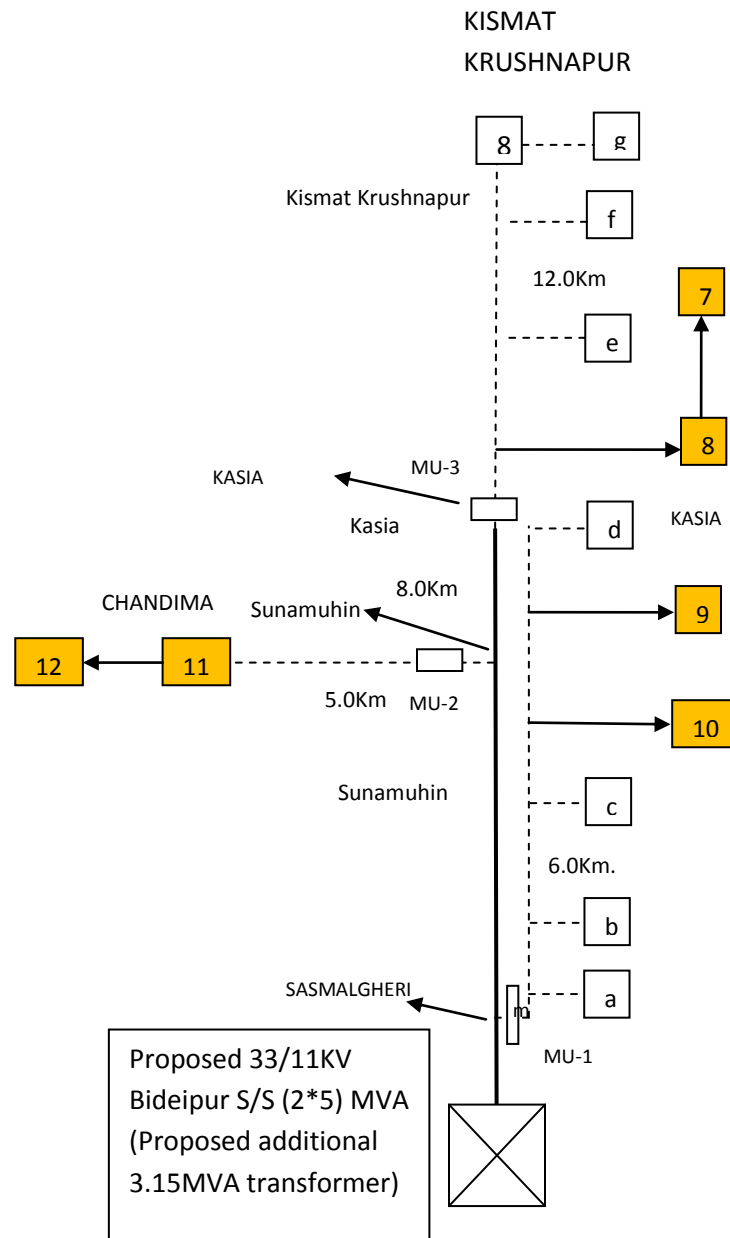 KISMAT
KRUSHNAPUR
8
g
Kismat Krushnapur
f
12.0Km
7
e
8
MU-3
KASIA
Kasia
d
KASIA
8.0Km
CHANDIMA
Sunamuhin
9
12
11
5.0Km
MU-2
10
Sunamuhin
c
6.0Km.
b
SASMALGHERI
a
m
MU-1
Proposed 33/11KV
Bideipur S/S (2*5) MVA
(Proposed additional
3.15MVA transformer)